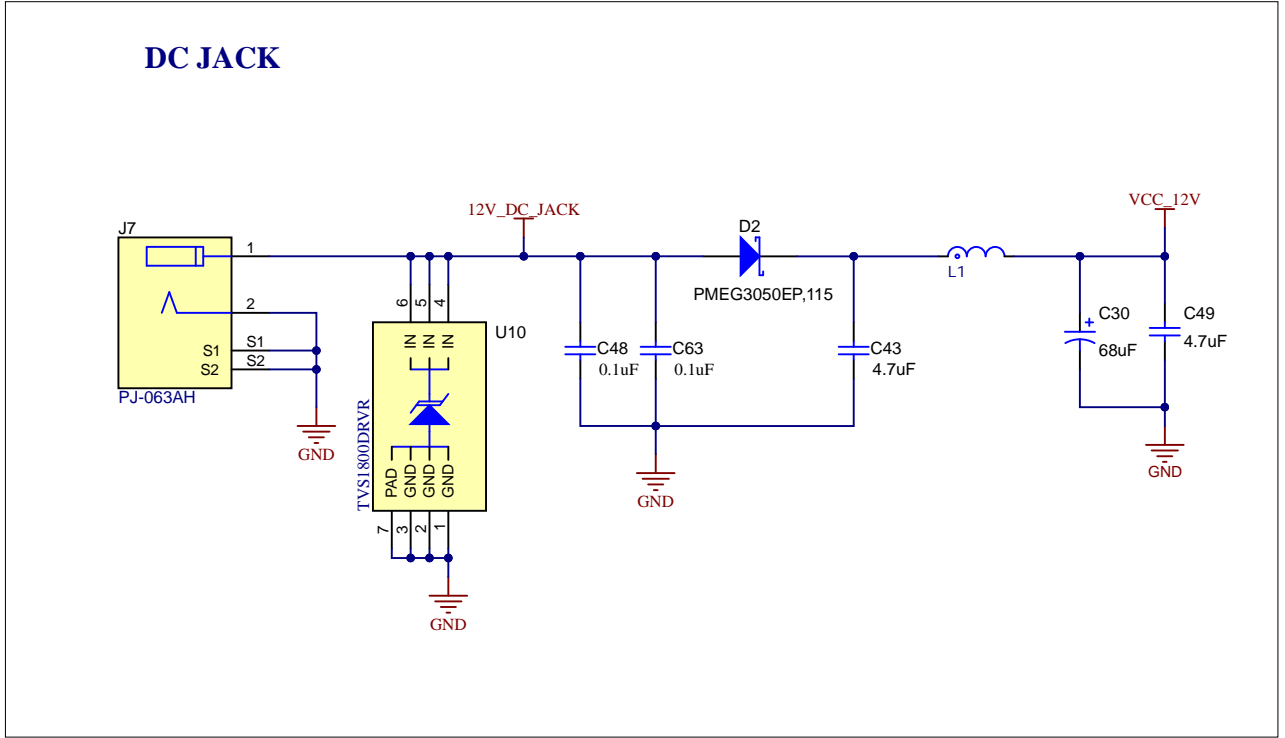 DC JACK
12V_DC_JACK
VCC_12V
J7
1
2
S1
S1
S2
S2
PJ-063AH
GND
6
5
4
IN
IN
IN
U10
TVS1800DRVR
PAD
GND
GND
GND
7
3
2
1
GND
C48
0.1uF
C63
0.1uF
GND
D2
PMEG3050EP,115
C43
4.7uF
L1
+
C30
68uF
C49
4.7uF
GND